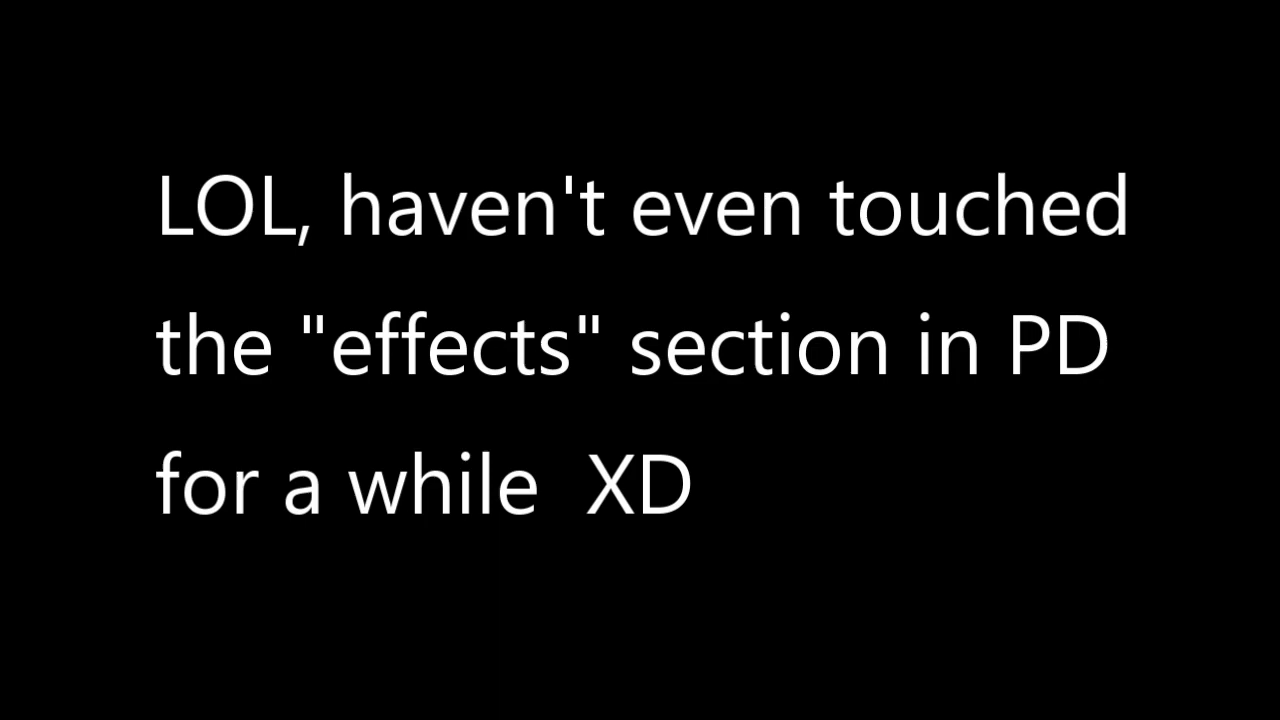 LOL, haven't even touched
the "effects" section in PD
for a while  XD